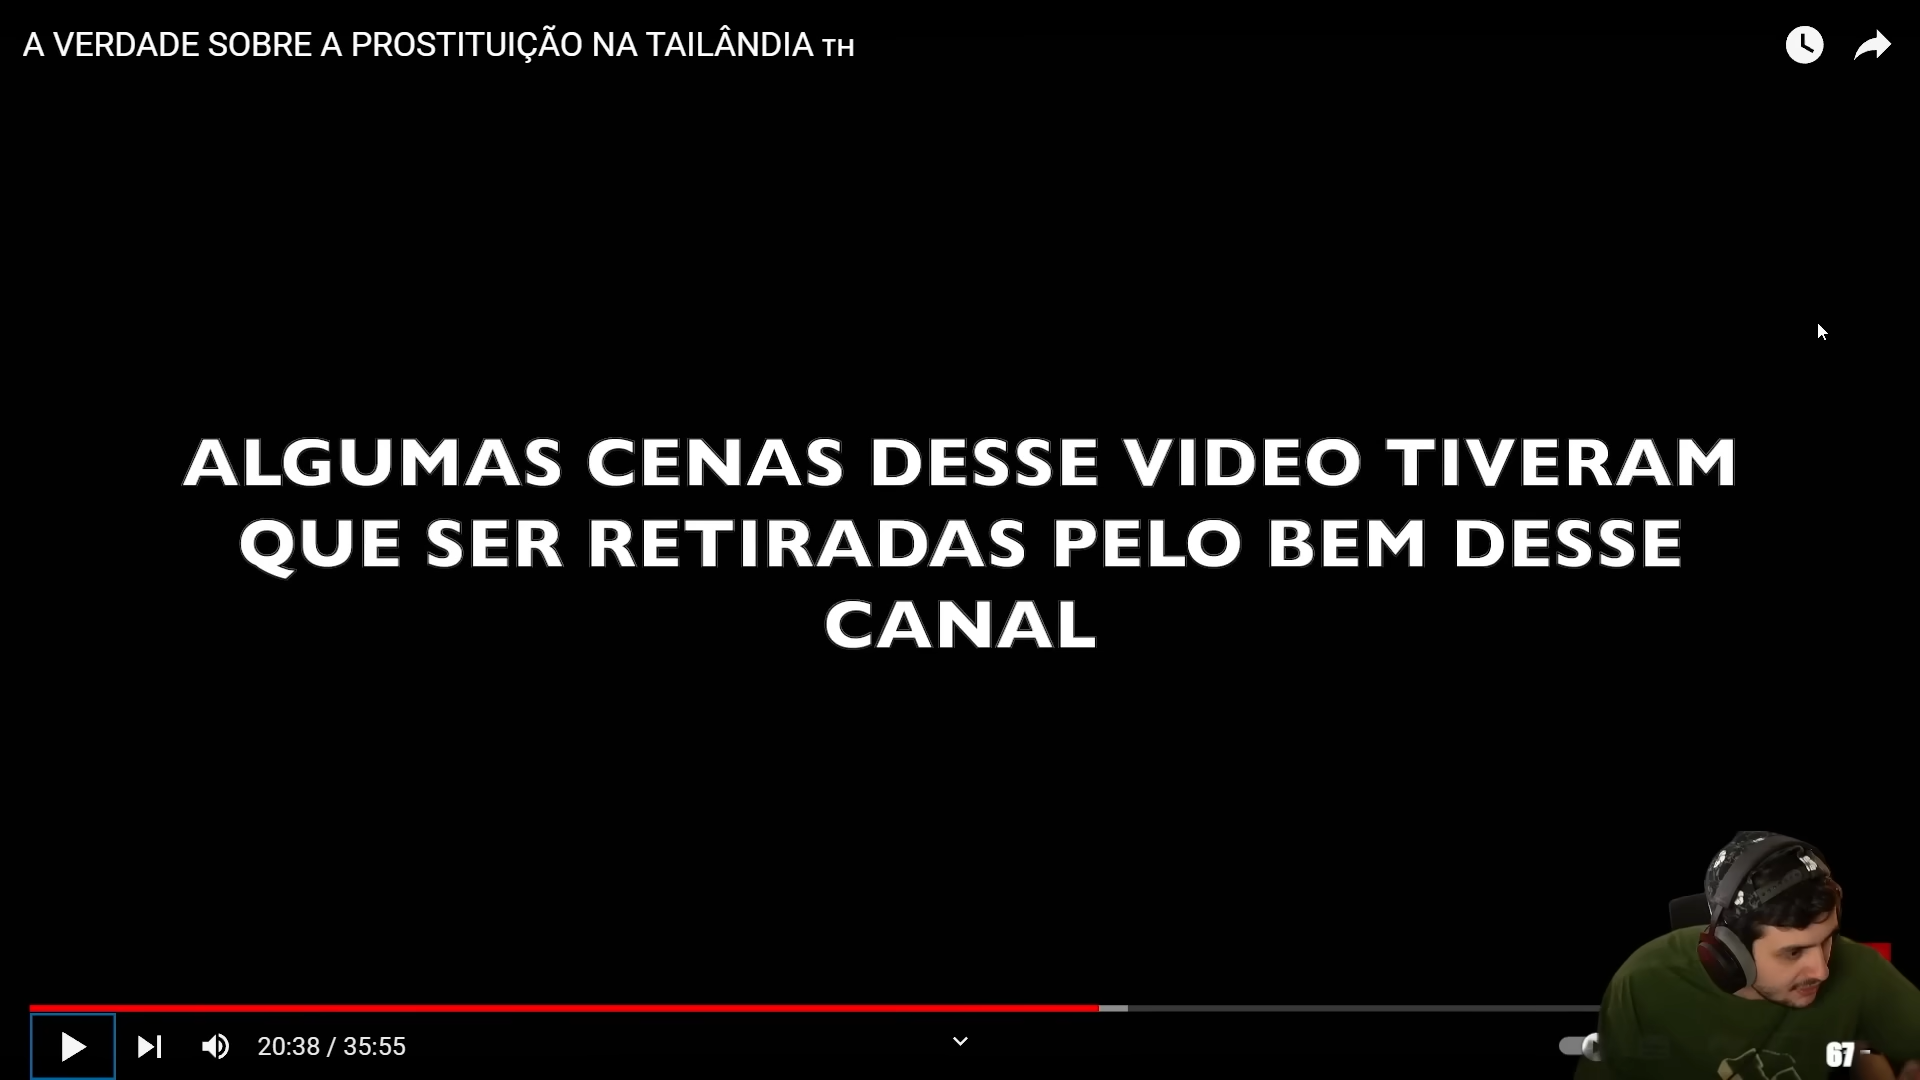 A VERDADE SOBRE A PROSTITUIÇÃO NA TAILÂNDIA TH
ALGUMAS CENAS DESSE VIDEO TIVERAM
QUE SER RETIRADAS PELO BEM DESSE
CANAL
20:38 / 35:55
67